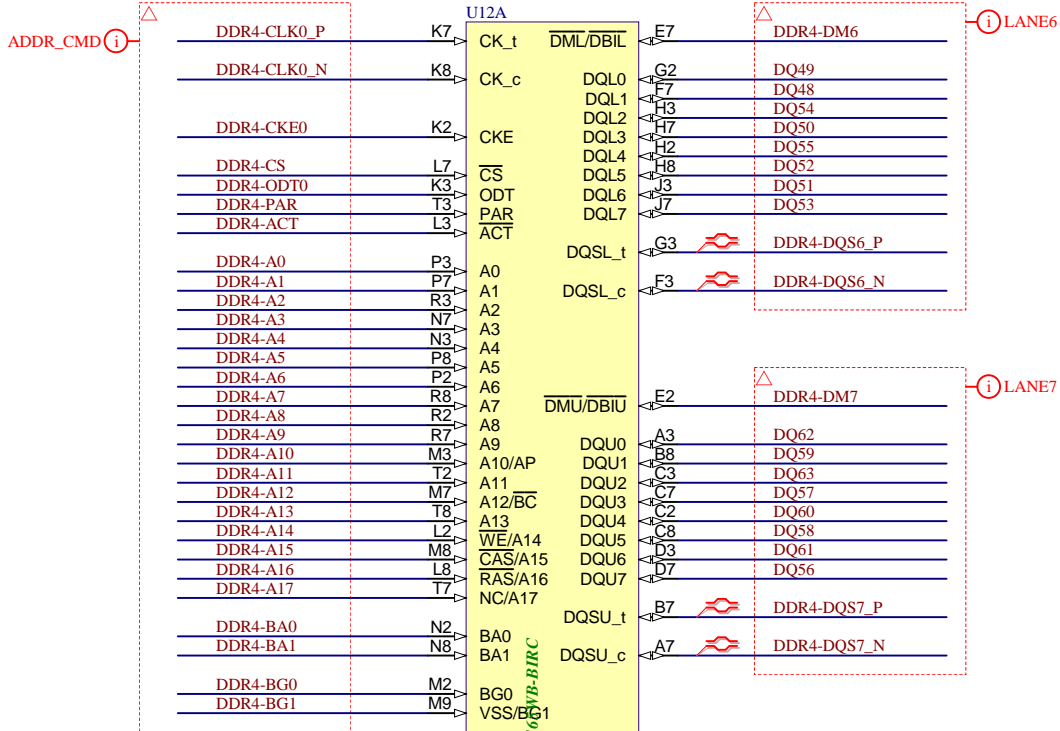 U12A
ADDR_CMD i
DDR4-CLK0_P K7 CK_t DML/DBIL E7 DDR4-DM6 i LANE6
DDR4-CLK0_N K8 CK_c DQL0 G2 DQ49
DQL1 F7 DQ48
DQL2 H3 DQ54
DDR4-CKE0 K2 CKE DQL3 H7 DQ50
DQL4 H2 DQ55
DDR4-CS L7 CS DQL5 H8 DQ52
DDR4-ODT0 K3 ODT DQL6 J3 DQ51
DDR4-PAR T3 PAR DQL7 J7 DQ53
DDR4-ACT L3 ACT
DQSL_t G3 DDR4-DQS6_P
DDR4-A0 P3 A0
DDR4-A1 P7 A1 DQSL_c F3 DDR4-DQS6_N
DDR4-A2 R3 A2
DDR4-A3 N7 A3
DDR4-A4 N3 A4
DDR4-A5 P8 A5
DDR4-A6 P2 A6 i LANE7
DDR4-A7 R8 A7 DMU/DBIU E2 DDR4-DM7
DDR4-A8 R2 A8
DDR4-A9 R7 A9 DQU0 A3 DQ62
DDR4-A10 M3 A10/AP DQU1 B8 DQ59
DDR4-A11 T2 A11 DQU2 C3 DQ63
DDR4-A12 M7 A12/BC DQU3 C7 DQ57
DDR4-A13 T8 A13 DQU4 C2 DQ60
DDR4-A14 L2 WE/A14 DQU5 C8 DQ58
DDR4-A15 M8 CAS/A15 DQU6 D3 DQ61
DDR4-A16 L8 RAS/A16 DQU7 D7 DQ56
DDR4-A17 T7 NC/A17
DQSU_t B7 DDR4-DQS7_P
DDR4-BA0 N2 BA0
DDR4-BA1 N8 BA1 DQSU_c A7 DDR4-DQS7_N
DDR4-BG0 M2 BG0
DDR4-BG1 M9 VSS/BG1